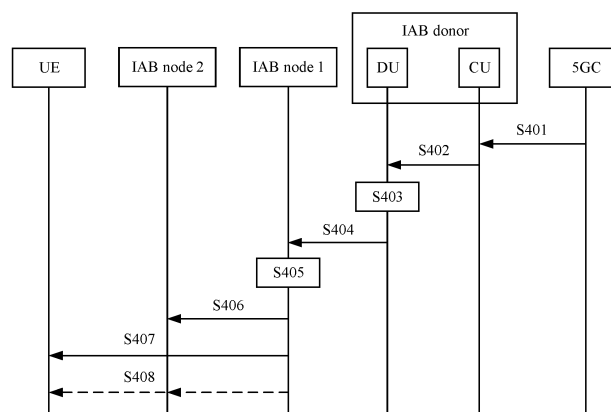 IAB donor
UE
IAB node 2
IAB node 1
DU
CU
5GC
S401
S402
S403
S404
S405
S406
S407
S408